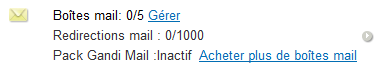 Boîtes mail: 0/5 Gérer
Redirections mail : 0/1000
Pack Gandi Mail :Inactif Acheter plus de boîtes mail